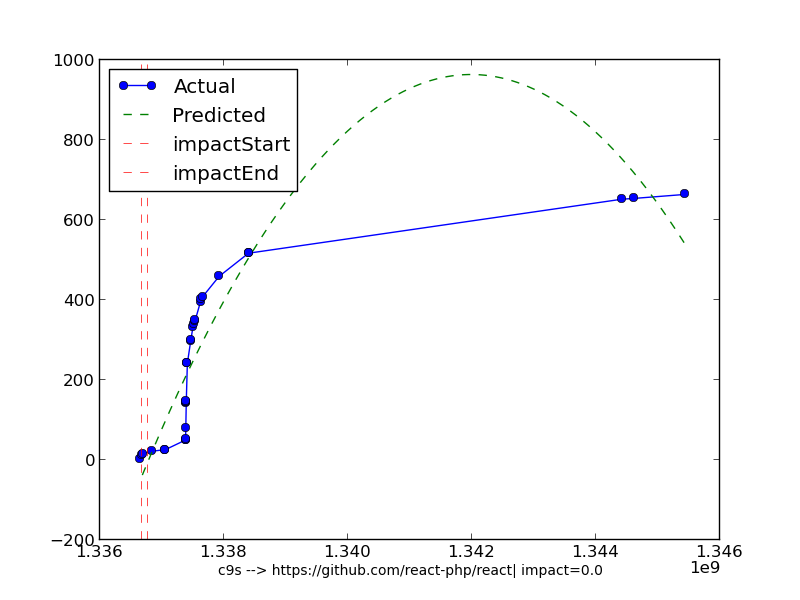 1000
800
600
400
200
0
−200
Actual
Predicted
impactStart
impactEnd
1.336 1.338 1.340 1.342 1.344 1.346
1e9
c9s --> https://github.com/react-php/react| impact=0.0